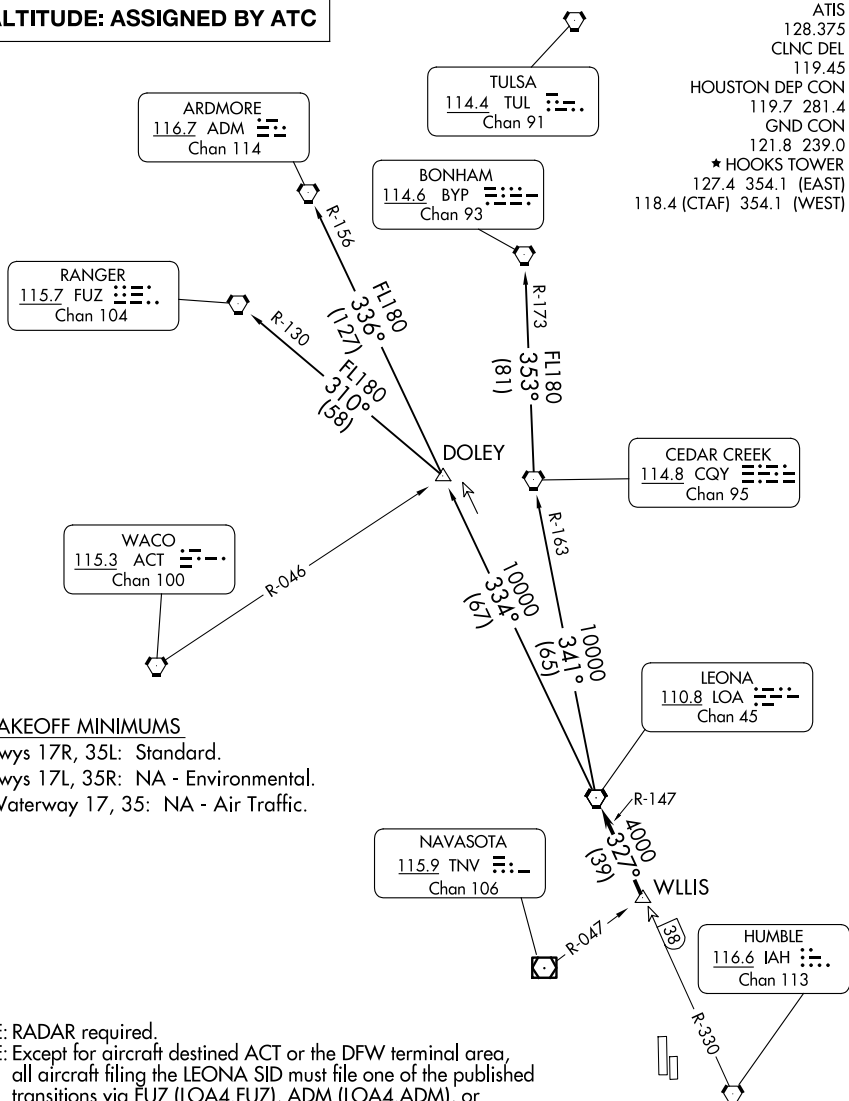 ALTITUDE: ASSIGNED BY ATC
ATIS
128.375
CLNC DEL
119.45
HOUSTON DEP CON
119.7 281.4
GND CON
121.8 239.0
★ HOOKS TOWER
127.4 354.1 (EAST)
118.4 (CTAF) 354.1 (WEST)
TULSA
114.4 TUL
Chan 91
ARDMORE
116.7 ADM
Chan 114
BONHAM
114.6 BYP
Chan 93
RANGER
115.7 FUZ
Chan 104
R-156
R-130
R-173
FL180
336°
(127)
FL180
310°
(58)
FL180
353°
(81)
DOLEY
CEDAR CREEK
114.8 CQY
Chan 95
R-163
WACO
115.3 ACT
Chan 100
R-046
10000
334°
(67)
10000
341°
(65)
LEONA
110.8 LOA
Chan 45
TAKEOFF MINIMUMS
wys 17R, 35L: Standard.
wys 17L, 35R: NA - Environmental.
Waterway 17, 35: NA - Air Traffic.
R-147
4000
327°
(39)
NAVASOTA
115.9 TNV
Chan 106
WLLIS
R-047
38
HUMBLE
116.6 IAH
Chan 113
R-330
E: RADAR required.
E: Except for aircraft destined ACT or the DFW terminal area,
all aircraft filing the LEONA SID must file one of the published
transitions via FUZ (LOA4.FUZ), ADM (LOA4.ADM), or